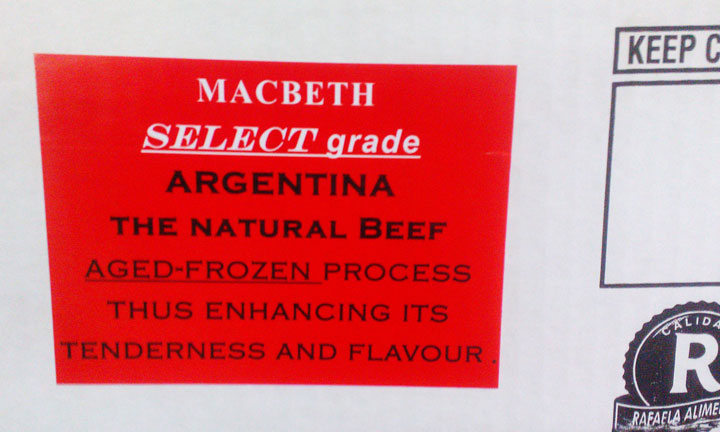 MACBETH
SELECT grade
ARGENTINA
THE NATURAL BEEF
AGED-FROZEN PROCESS
THUS ENHANCING ITS
TENDERNESS AND FLAVOUR.
KEEP C
CALIDA
R
RAFAELA ALIME